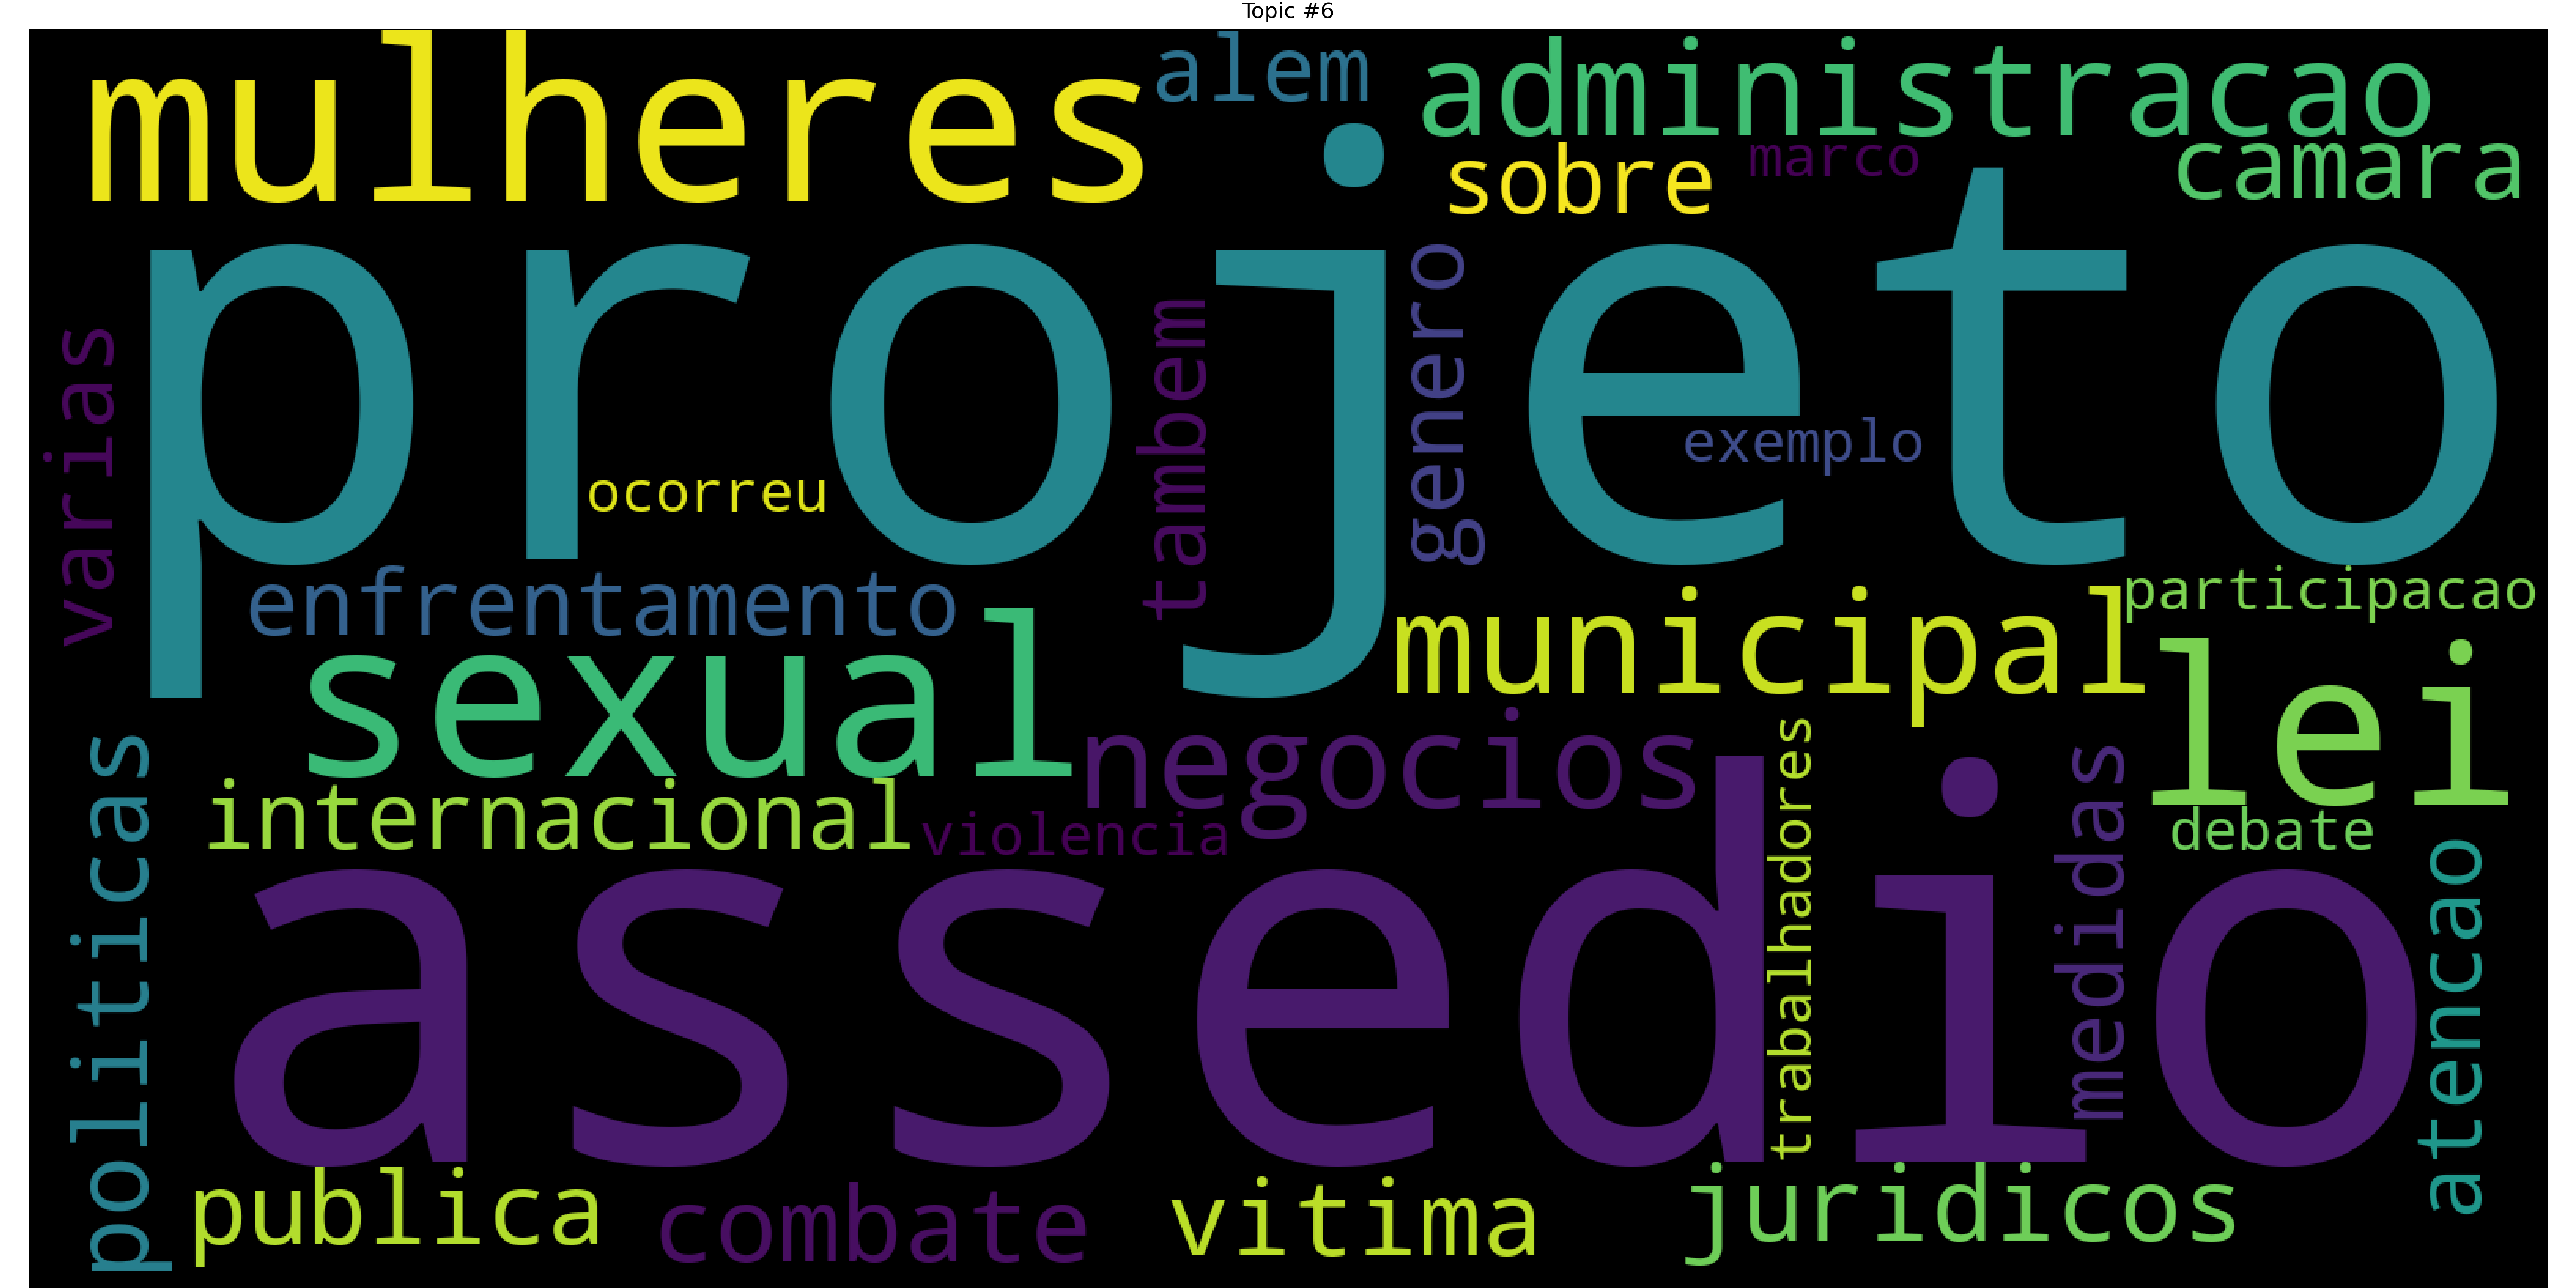 Topic #6
mulheres
alem
administracao
sobre
marco
camara
projeto
varias
tambem
genero
exemplo
ocorreu
enfrentamento
participacao
municipal
sexual
lei
negocios
internacional
violencia
debate
politicas
trabalhadores
medidas
atencao
assedio
publica
combate
vitima
juridicos